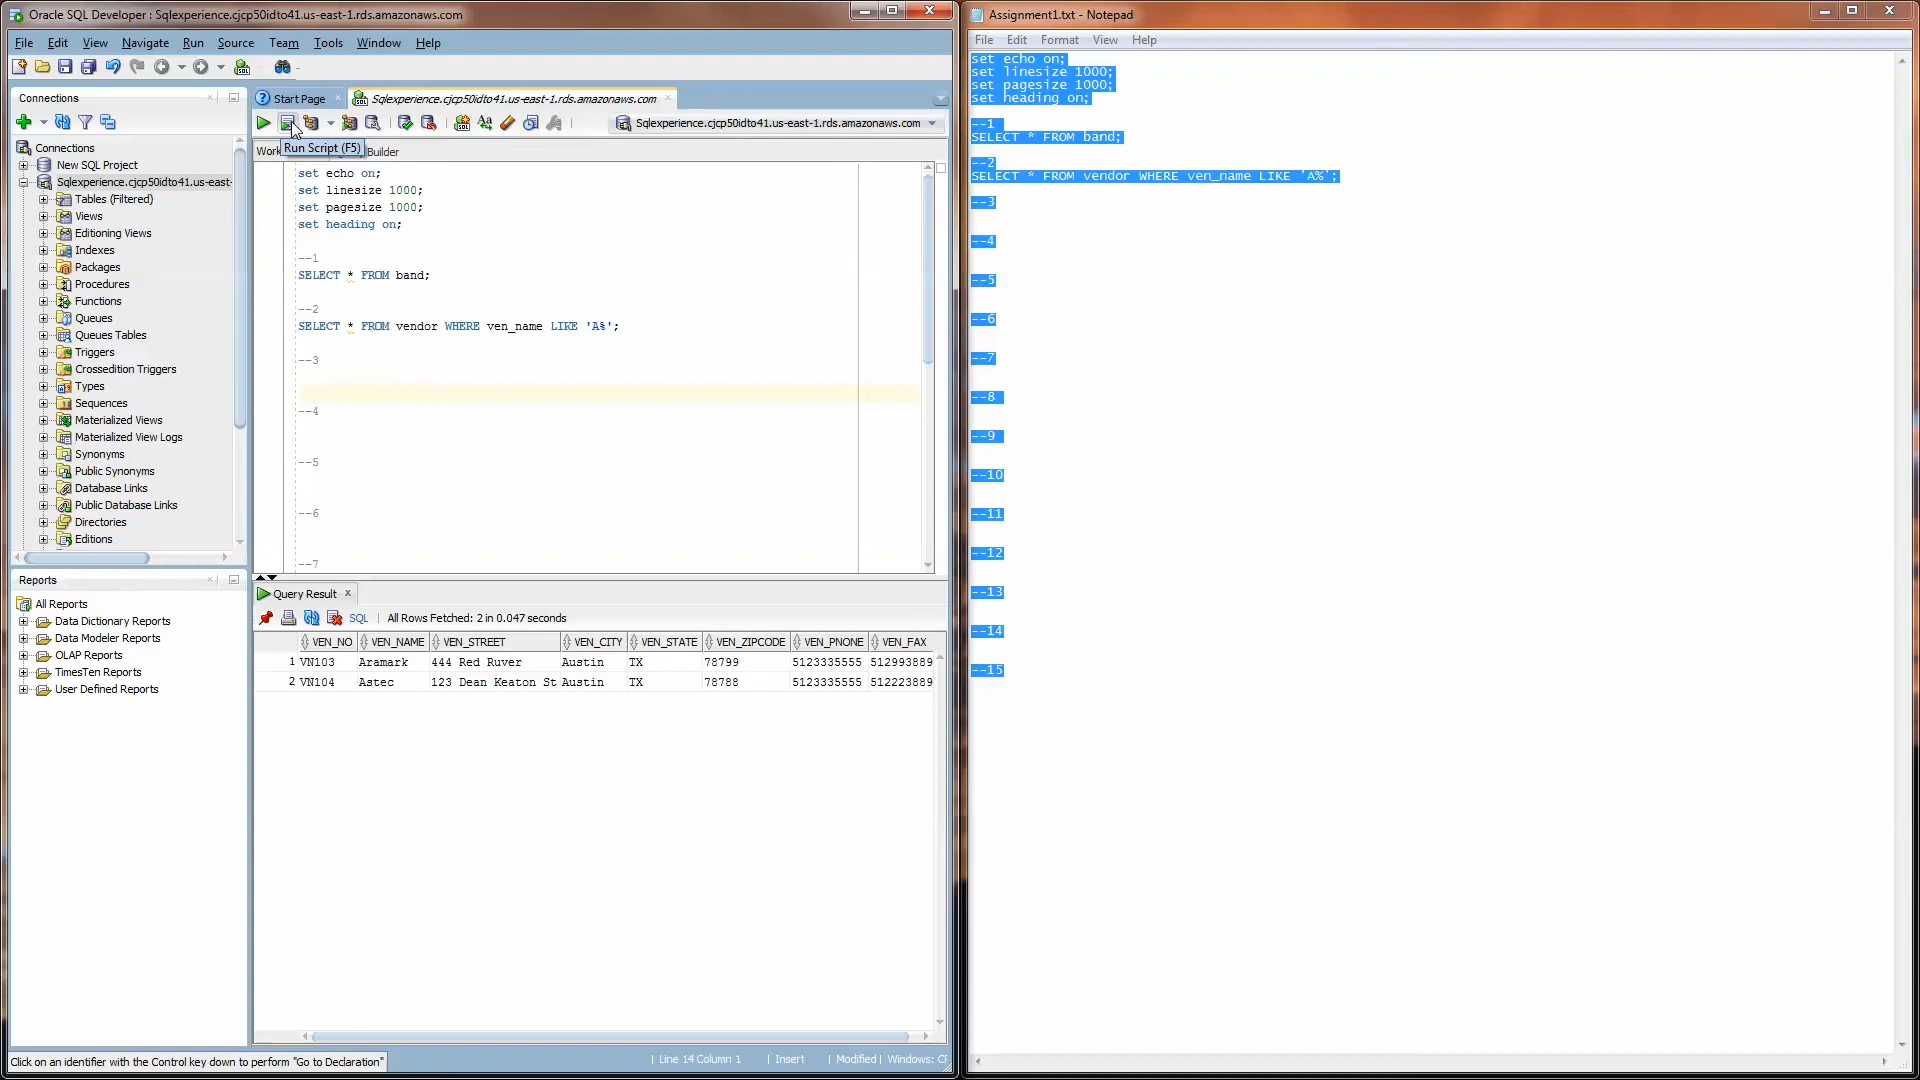 Oracle SQL Developer : Sqlexperience.cjcp50idto41.us-east-1.rds.amazonaws.com
File Edit View Navigate Run Source Team Tools Window Help
Connections
Connections
New SQL Project
Sqlexperience.cjcp50idto41.us-east-
Tables (Filtered)
Views
Editioning Views
Indexes
Packages
Procedures
Functions
Queues
Queues Tables
Triggers
Crossedition Triggers
Types
Sequences
Materialized Views
Materialized View Logs
Synonyms
Public Synonyms
Database Links
Public Database Links
Directories
Editions
Reports
All Reports
Data Dictionary Reports
Data Modeler Reports
OLAP Reports
TimesTen Reports
User Defined Reports
Start Page
Sqlexperience.cjcp50idto41.us-east-1.rds.amazonaws.com
Sqlexperience.cjcp50idto41.us-east-1.rds.amazonaws.com
Run Script (F5)
Work Builder
set echo on;
set linesize 1000;
set pagesize 1000;
set heading on;
--1
SELECT * FROM band;
--2
SELECT * FROM vendor WHERE ven_name LIKE 'A%';
--3
--4
--5
--6
--7
Query Result
SQL | All Rows Fetched: 2 in 0.047 seconds
VEN_NO VEN_NAME VEN_STREET VEN_CITY VEN_STATE VEN_ZIPCODE VEN_PNONE VEN_FAX
1 VN103 Aramark 444 Red Ruver Austin TX 78799 5123335555 512993889
2 VN104 Astec 123 Dean Keaton St Austin TX 78788 5123335555 512223889
Click on an identifier with the Control key down to perform "Go to Declaration"
Line 14 Column 1 | Insert | Modified | Windows: CF
Assignment1.txt - Notepad
File Edit Format View Help
set echo on;
set linesize 1000;
set pagesize 1000;
set heading on;
--1
SELECT * FROM band;
--2
SELECT * FROM vendor WHERE ven_name LIKE 'A%';
--3
--4
--5
--6
--7
--8
--9
--10
--11
--12
--13
--14
--15